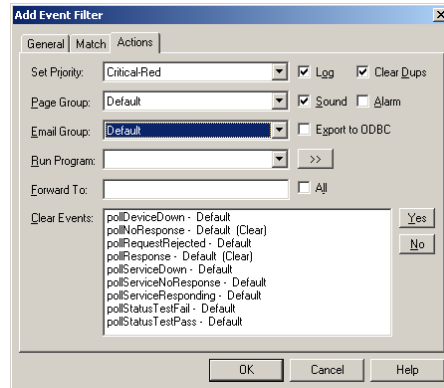 Add Event Filter
General Match Actions
Set Priority: Critical-Red Log Clear Dups
Page Group: Default Sound Alarm
Email Group: Default Export to ODBC
Run Program: >>
Forward To: All
Clear Events: pollDeviceDown - Default Yes
pollNoResponse - Default (Clear)
pollRequestRejected - Default No
pollResponse - Default (Clear)
pollServiceDown - Default
pollServiceNoResponse - Default
pollServiceResponding - Default
pollStatusTestFail - Default
pollStatusTestPass - Default
OK Cancel Help